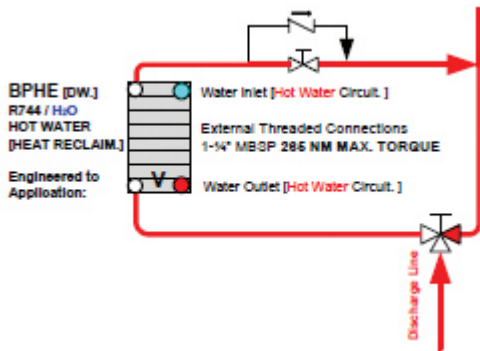 BPHE [DW.]
R744 / H₂O
HOT WATER
[HEAT RECLAIM.]
Engineered to
Application:
Water Inlet [Hot Water Circuit. ]
External Threaded Connections
1-¼" MBSP 265 NM MAX. TORQUE
V
Water Outlet [Hot Water Circuit. ]
Discharge Line